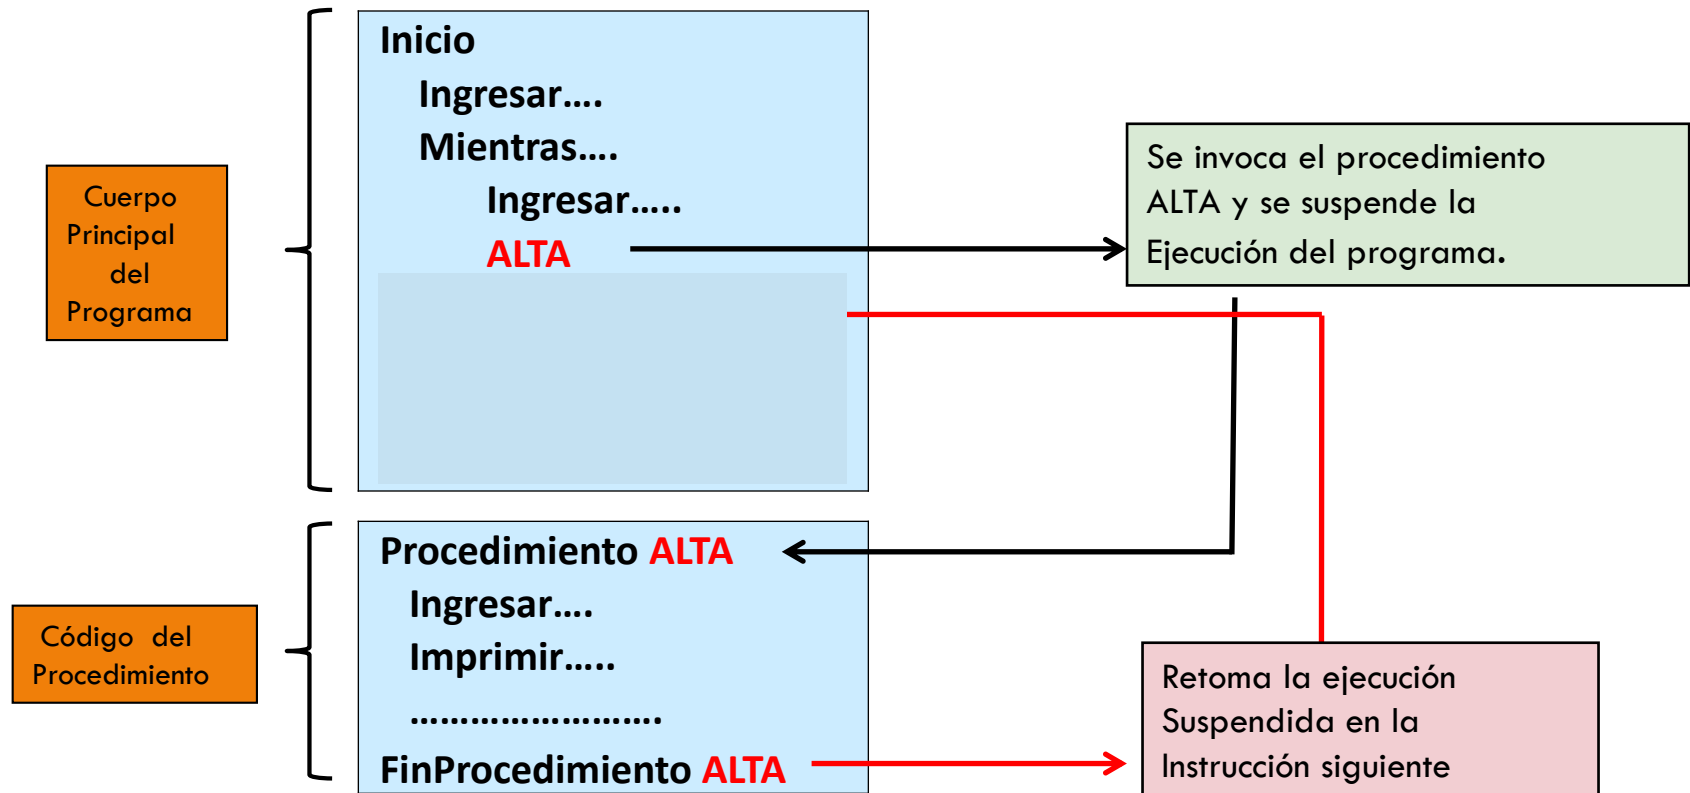 Inicio
Ingresar....
Mientras....
Ingresar.....
ALTA
Cuerpo
Principal
del
Programa
Se invoca el procedimiento
ALTA y se suspende la
Ejecución del programa.
Procedimiento ALTA
Ingresar....
Imprimir.....
.........................
FinProcedimiento ALTA
Código del
Procedimiento
Retoma la ejecución
Suspendida en la
Instrucción siguiente